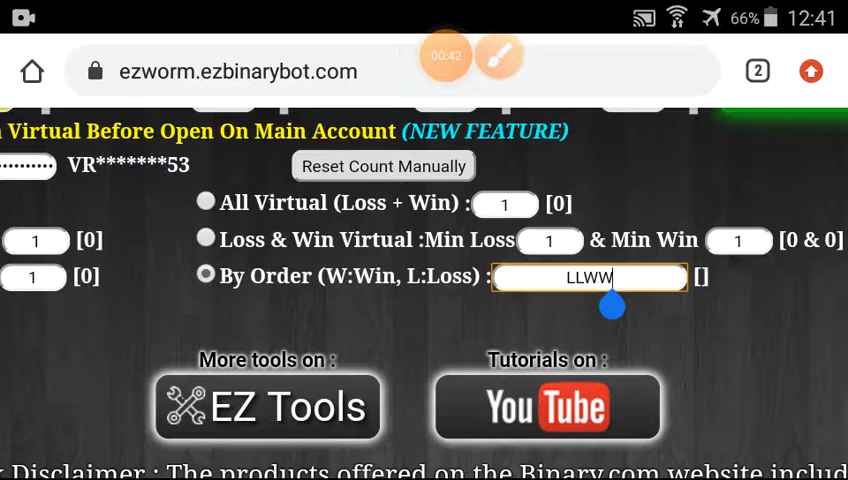 66% 12:41
00:42
ezworm.ezbinarybot.com 2
Virtual Before Open On Main Account (NEW FEATURE)
VR*******53 Reset Count Manually
All Virtual (Loss + Win) : 1 [0]
1 [0] Loss & Win Virtual :Min Loss 1 & Min Win 1 [0 & 0]
1 [0] By Order (W:Win, L:Loss) : LLWW []
More tools on : Tutorials on :
EZ Tools YouTube
Disclaimer : The products offered on the Binary.com website includ